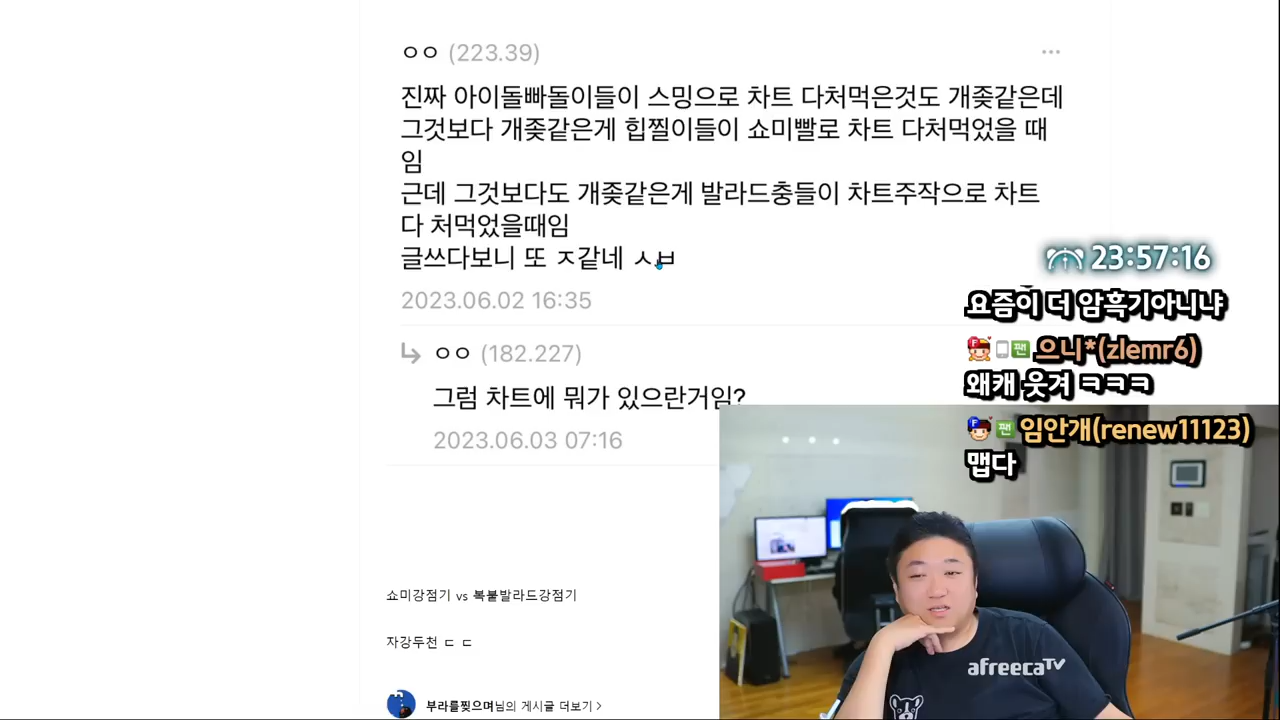 ㅇㅇ (223.39)
진짜 아이돌빠돌이들이 스밍으로 차트 다처먹은것도 개좆같은데
그것보다 개좆같은게 힙찔이들이 쇼미빨로 차트 다처먹었을 때
임
근데 그것보다도 개좆같은게 발라드충들이 차트주작으로 차트
다 처먹었을때임
글쓰다보니 또 ㅈ같네 ㅅㅂ
2023.06.02 16:35
ㅇㅇ (182.227)
그럼 차트에 뭐가 있으란거임?
2023.06.03 07:16
쇼미강점기 vs 복붙발라드강점기
자강두천 ㄷ ㄷ
부라를찢으며님의 게시글 더보기 >
23:57:16
요즘이 더 암흑기아니냐
팬 으니*(zlemr6)
왜캐 웃겨 ㅋㅋㅋ
팬 임안개(renew11123)
맵다
afreecaTV